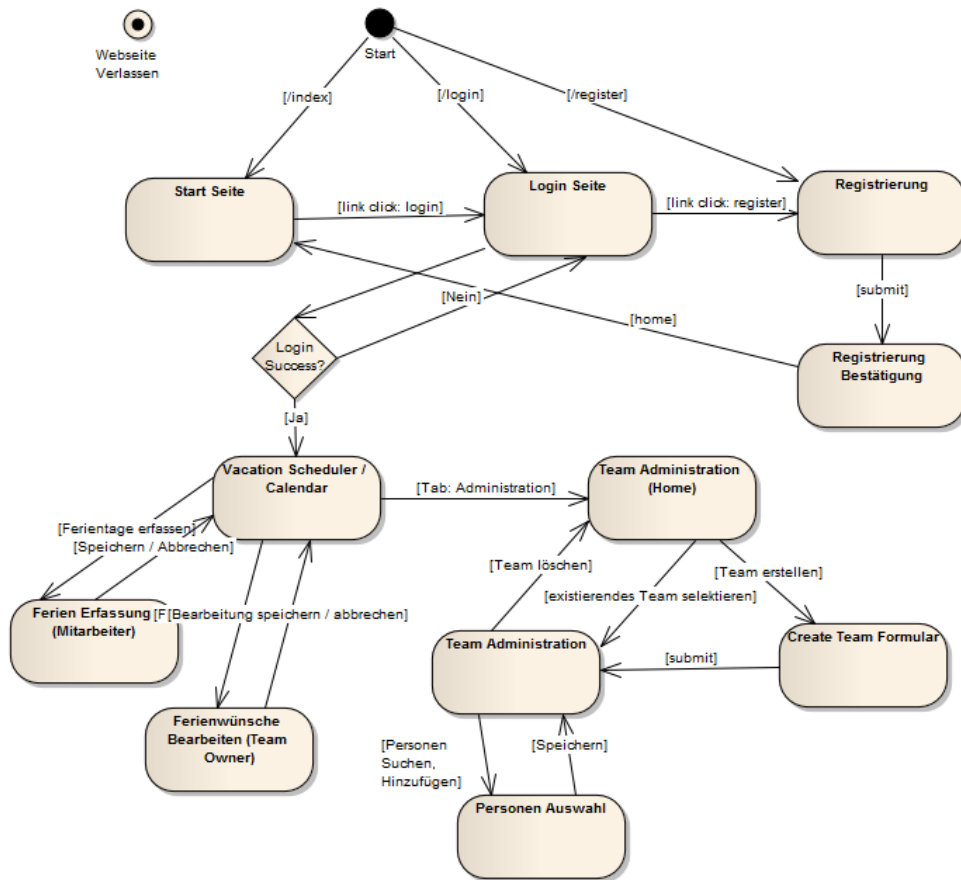 Webseite
Verlassen
Start
[/index]
[/login]
[/register]
Start Seite
Login Seite
Registrierung
[link click: login]
[link click: register]
[Nein]
[submit]
[home]
Login
Success?
Registrierung
Bestätigung
[Ja]
Vacation Scheduler /
Calendar
Team Administration
(Home)
[Tab: Administration]
[Ferientage erfassen]
[Speichern / Abbrechen]
[Team löschen]
[Team erstellen]
[existierendes Team selektieren]
Ferien Erfassung
(Mitarbeiter)
[F[Bearbeitung speichern / abbrechen]
Team Administration
Create Team Formular
[submit]
Ferienwünsche
Bearbeiten (Team
Owner)
[Personen
Suchen,
Hinzufügen]
[Speichern]
Personen Auswahl